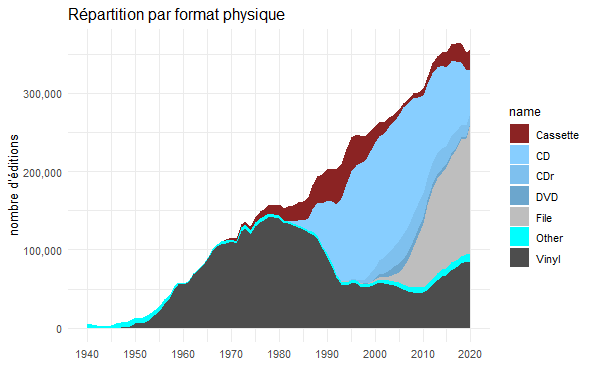 Répartition par format physique
nombre d'éditions
300,000
200,000
100,000
0
1940 1950 1960 1970 1980 1990 2000 2010 2020
name
Cassette
CD
CDr
DVD
File
Other
Vinyl